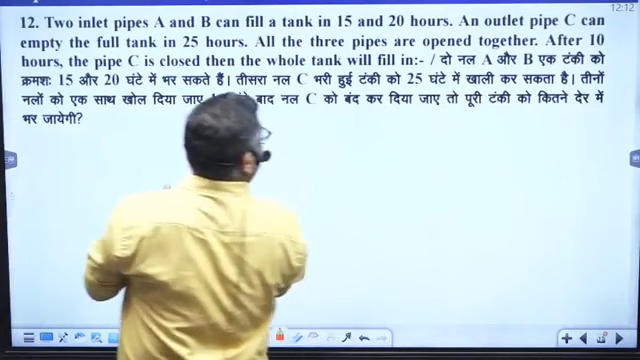 12:12
12. Two inlet pipes A and B can fill a tank in 15 and 20 hours. An outlet pipe C can
empty the full tank in 25 hours. All the three pipes are opened together. After 10
hours, the pipe C is closed then the whole tank will fill in:- / दो नल A और B एक टंकी को
क्रमशः 15 और 20 घंटे में भर सकते हैं। तीसरा नल C भरी हुई टंकी को 25 घंटे में खाली कर सकता है। तीनों
नलों को एक साथ खोल दिया जाए बाद नल C को बंद कर दिया जाए तो पूरी टंकी को कितने देर में
भर जायेगी?